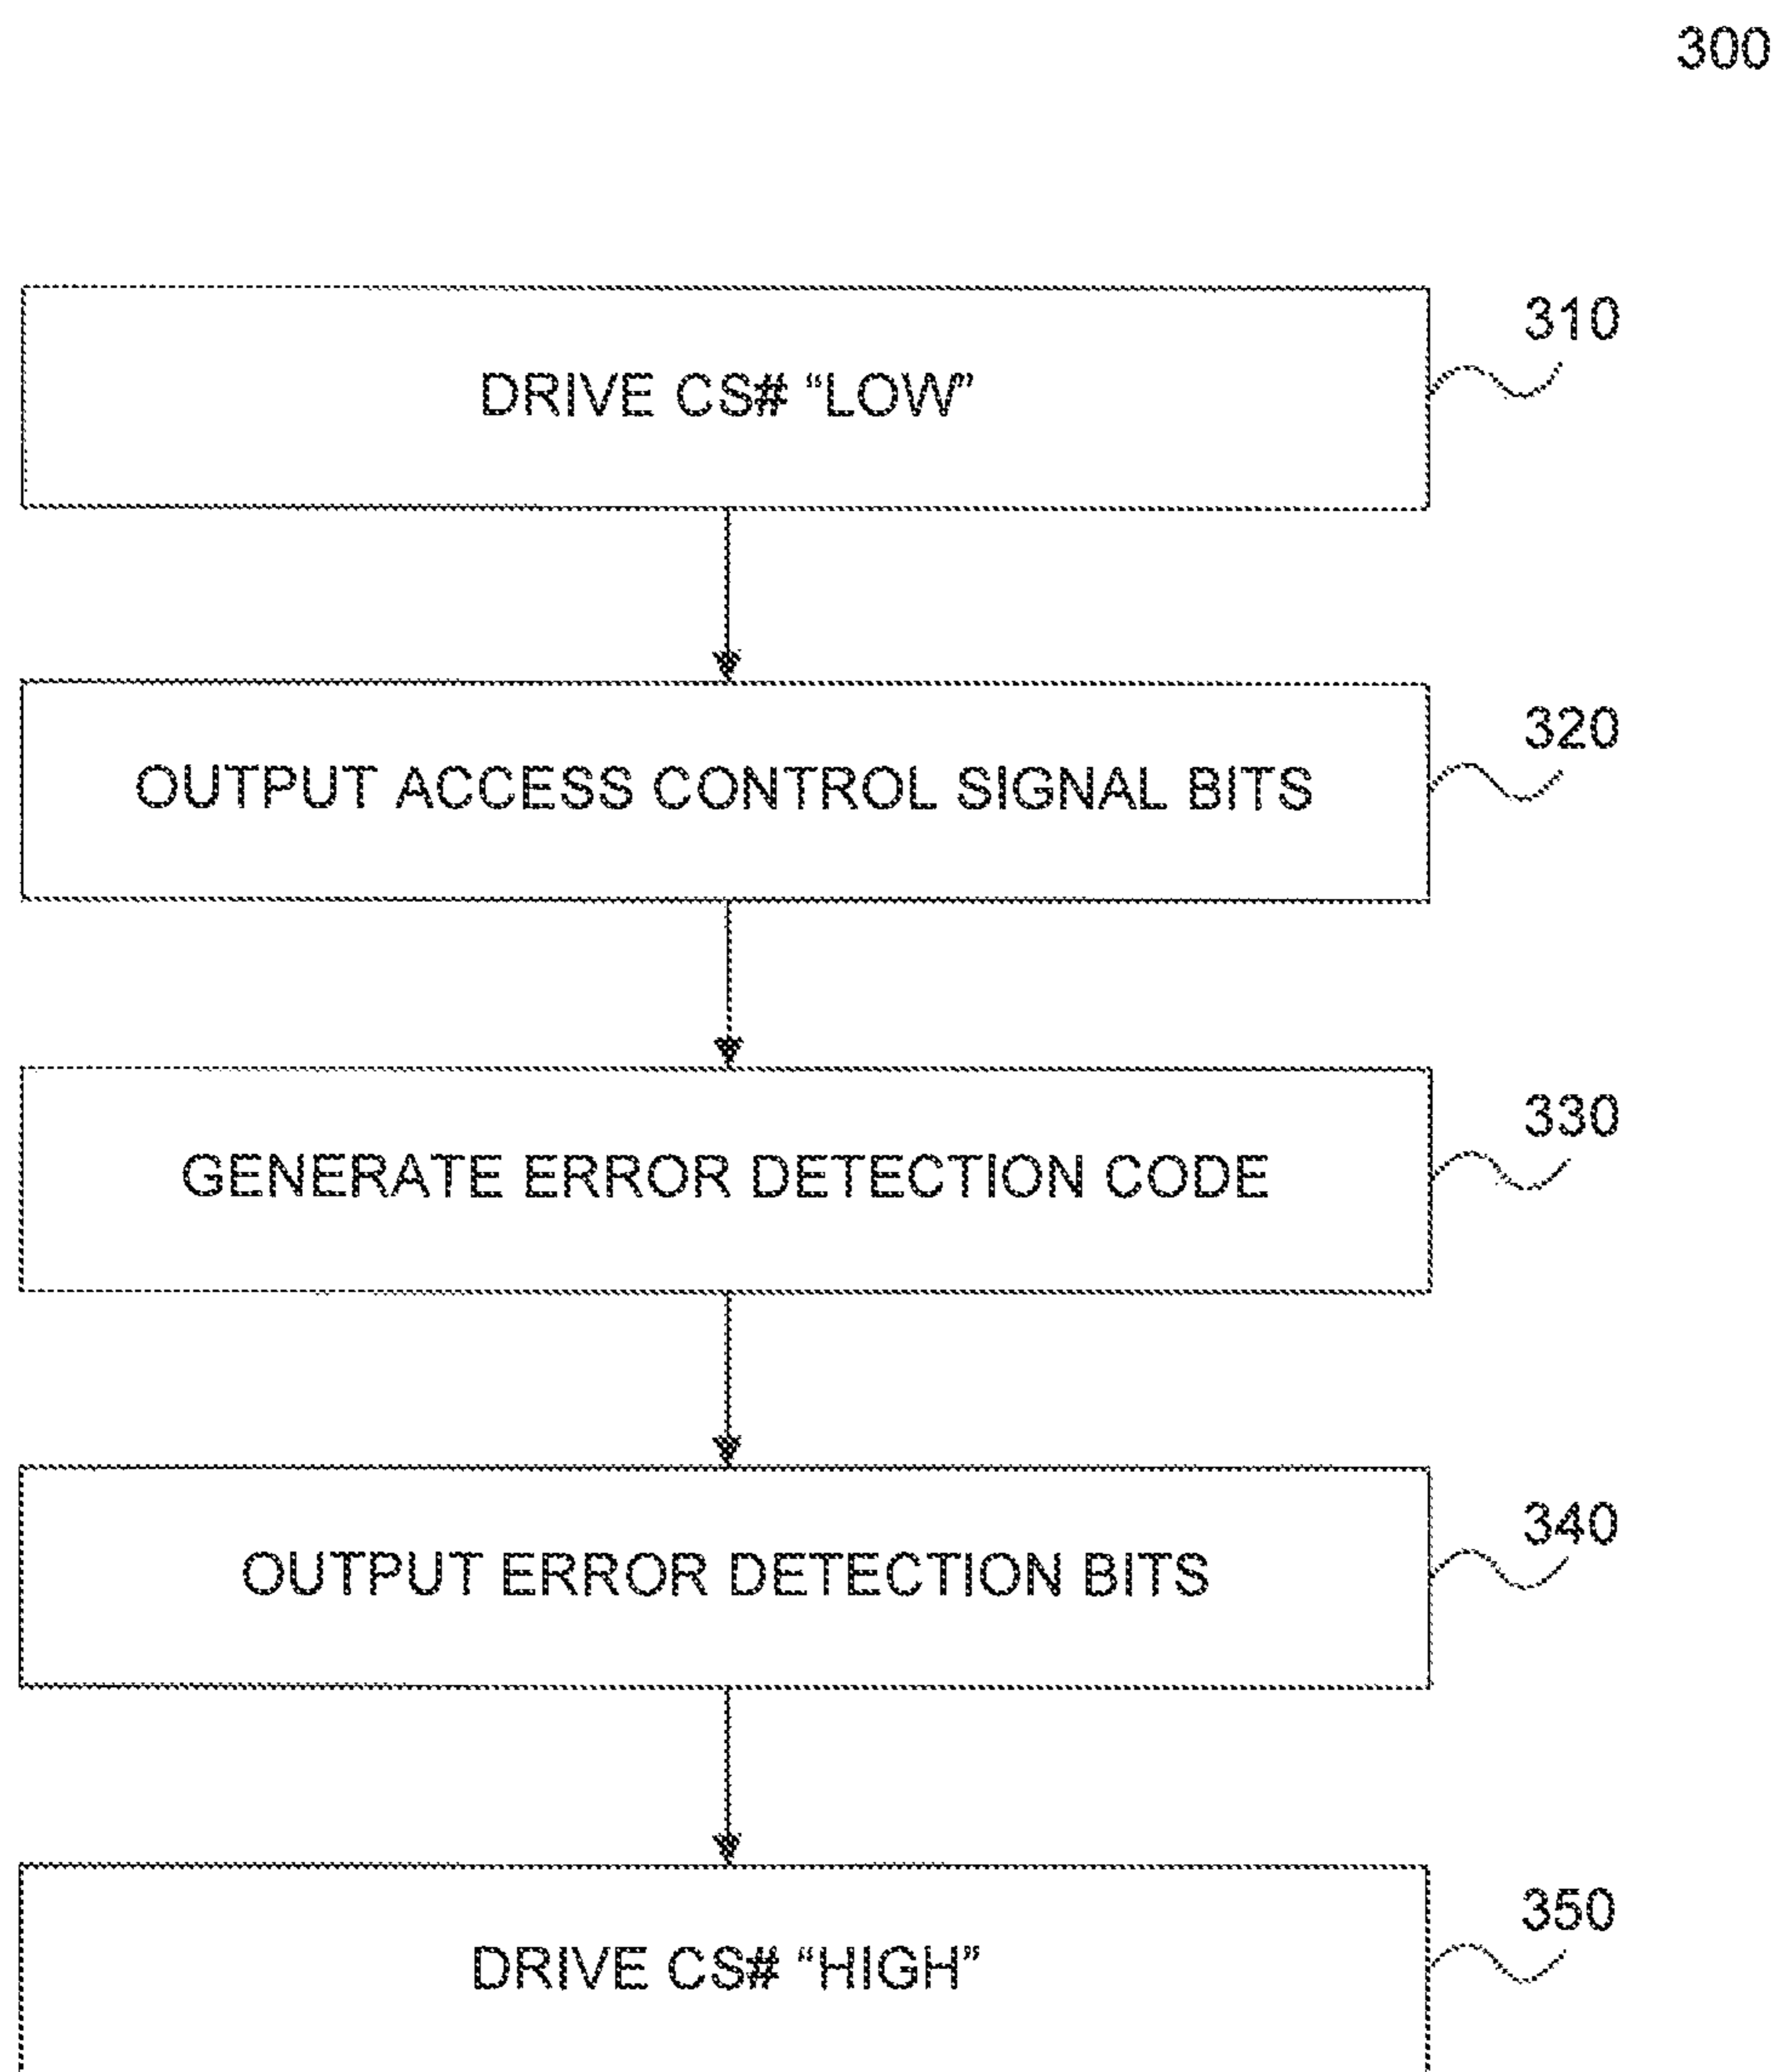 300
310
DRIVE CS# “LOW”
320
OUTPUT ACCESS CONTROL SIGNAL BITS
330
GENERATE ERROR DETECTION CODE
340
OUTPUT ERROR DETECTION BITS
350
DRIVE CS# “HIGH”